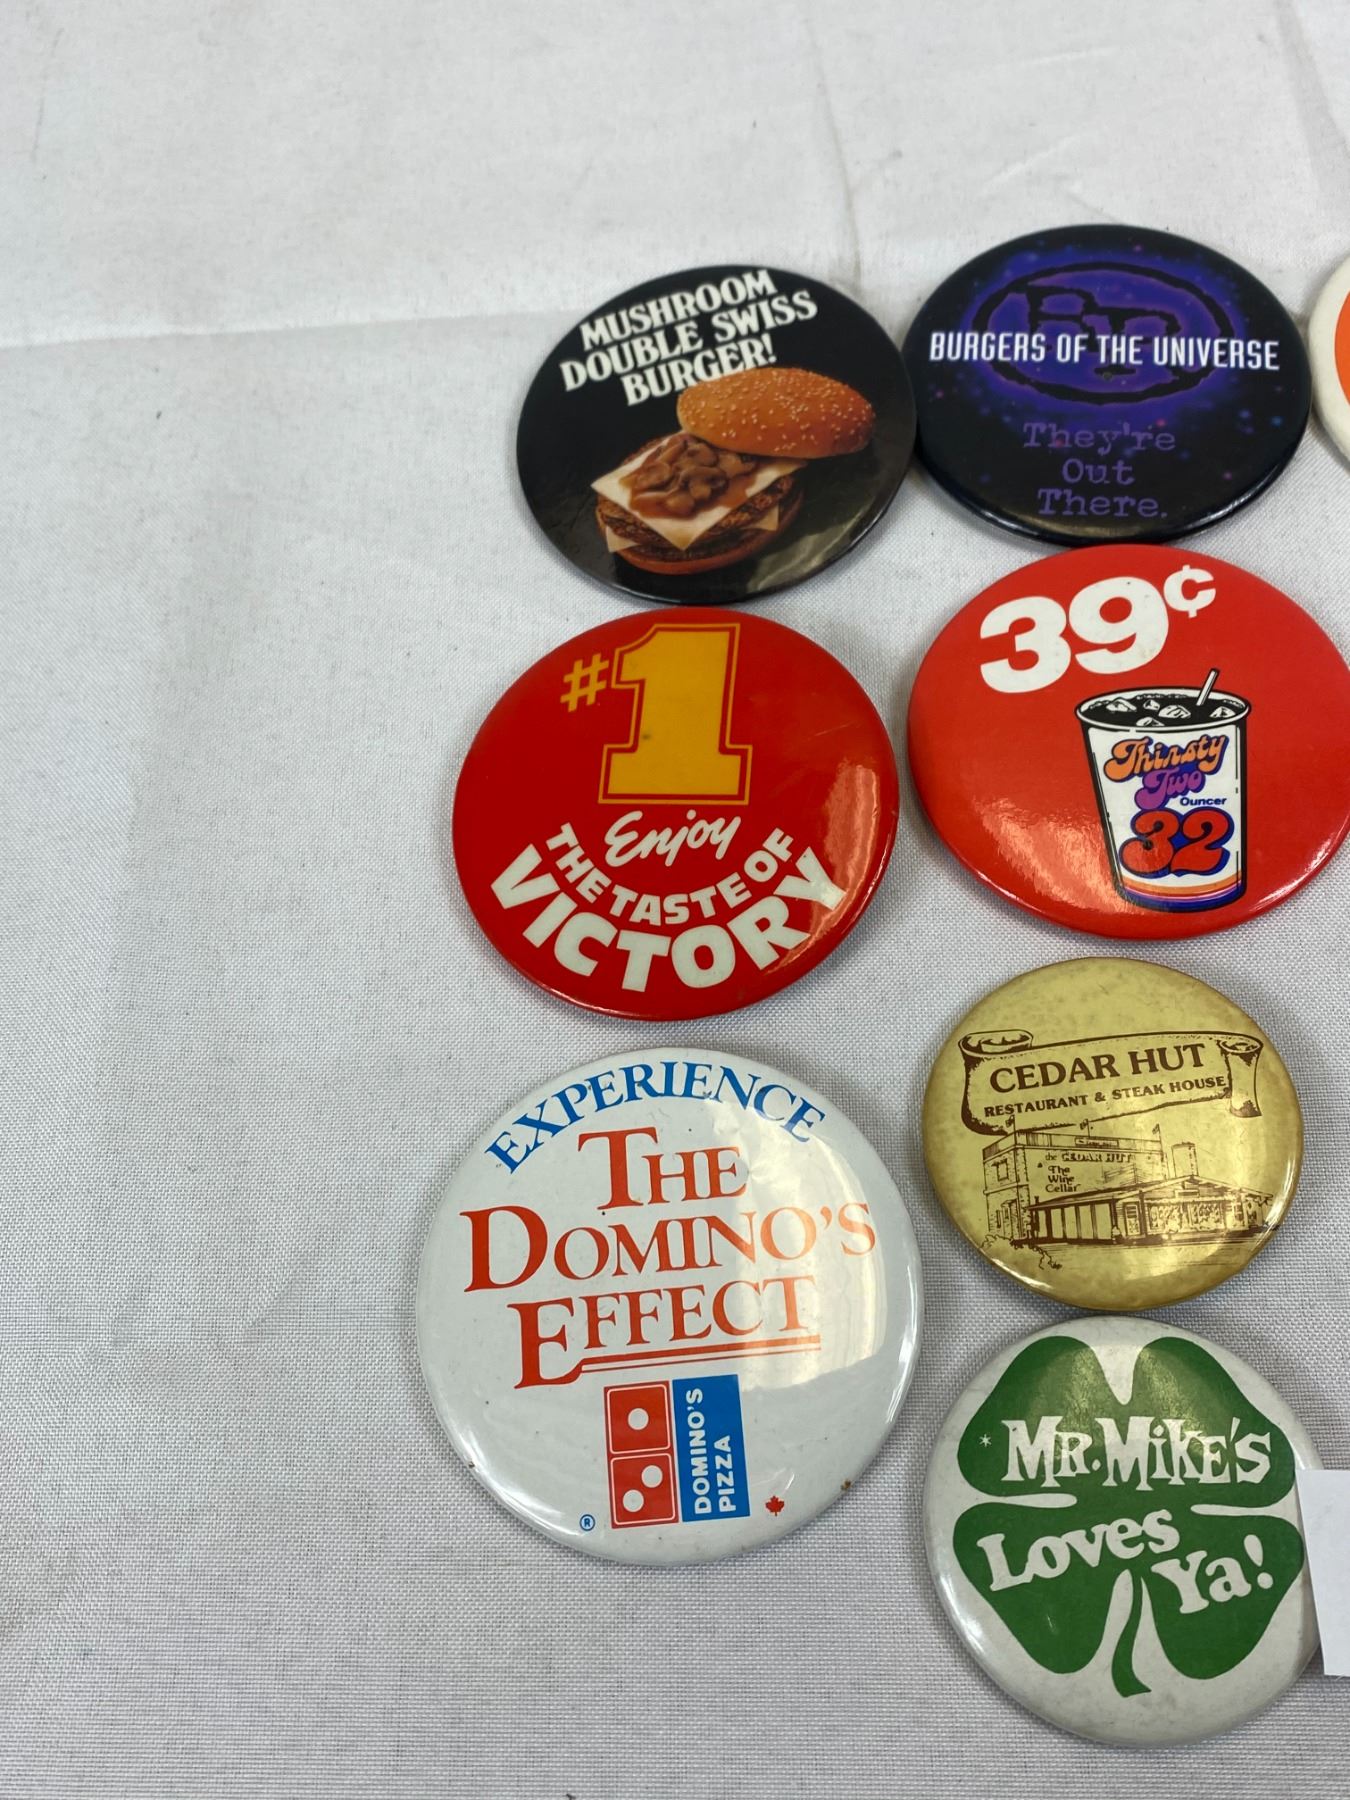 MUSHROOM
DOUBLE SWISS
BURGER!
BURGERS OF THE UNIVERSE
They're
Out
There.
#1
Enjoy
THE TASTE OF
VICTORY
39¢
Thirsty
Two
Ouncer
32
EXPERIENCE
THE
DOMINO'S
EFFECT
DOMINO'S
PIZZA
®
CEDAR HUT
RESTAURANT & STEAK HOUSE
the CEDAR HUT
The
Wine
Cellar
MR. MIKE'S
Loves
Ya!